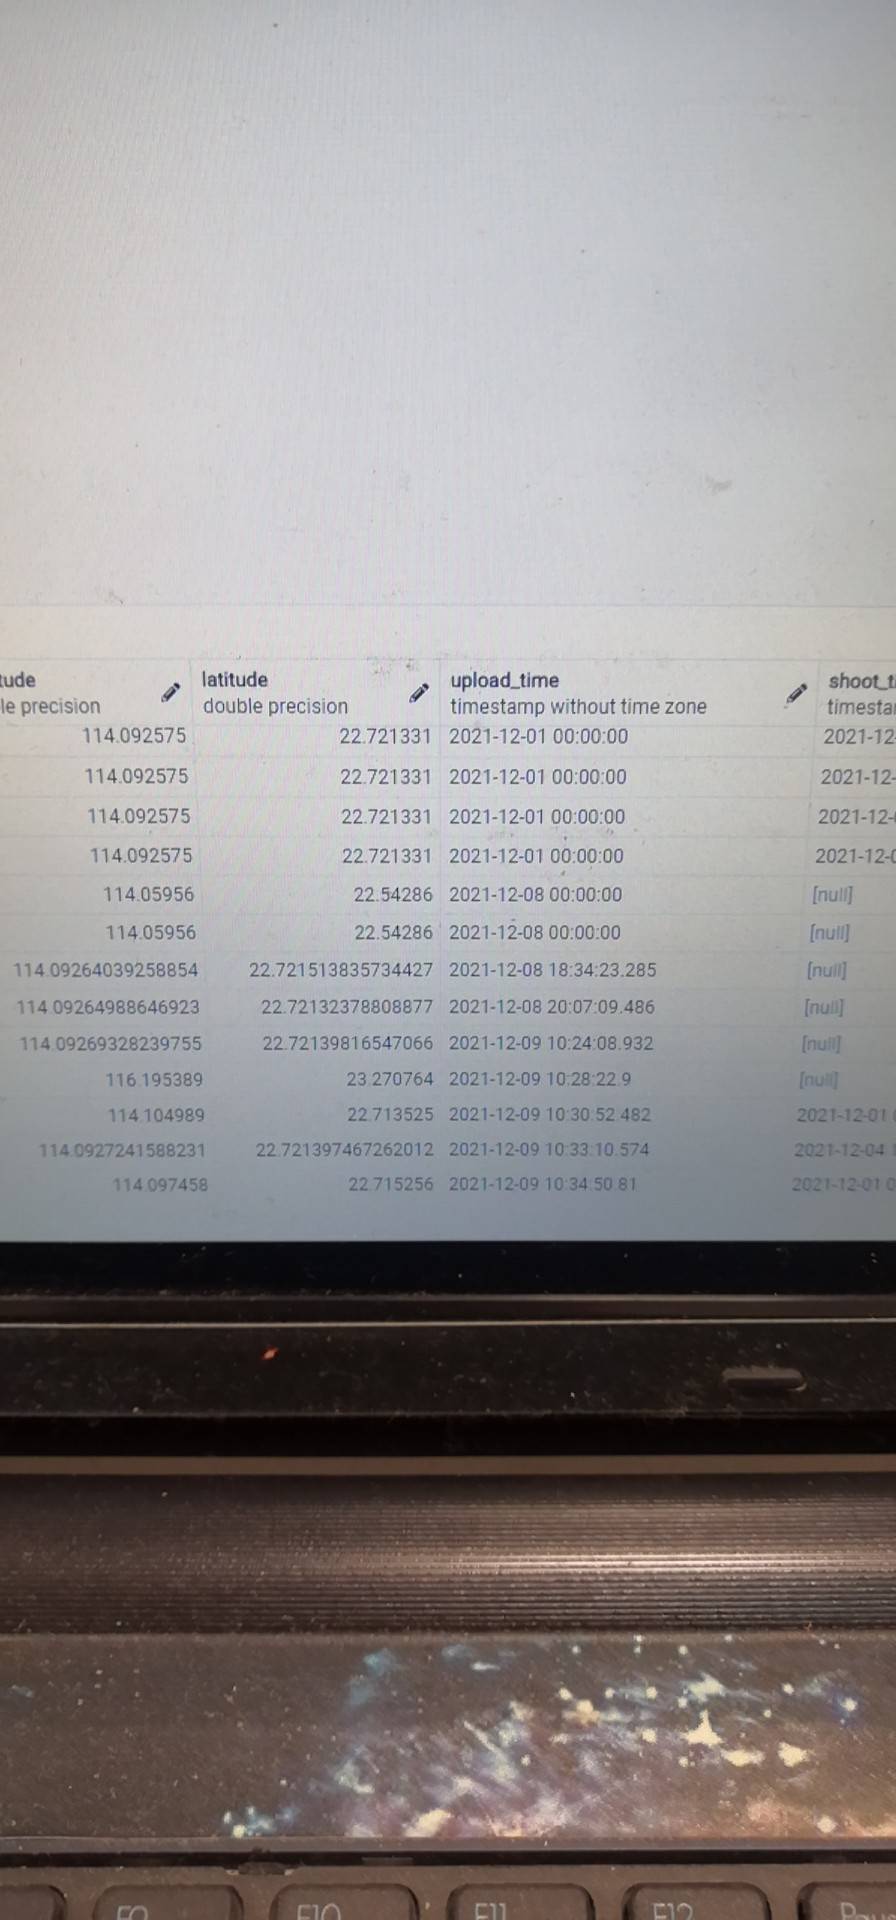 tude latitude upload_time shoot_t
le precision double precision timestamp without time zone timesta
114.092575 22.721331 2021-12-01 00:00:00 2021-12
114.092575 22.721331 2021-12-01 00:00:00 2021-12-
114.092575 22.721331 2021-12-01 00:00:00 2021-12-
114.092575 22.721331 2021-12-01 00:00:00 2021-12-0
114.05956 22.54286 2021-12-08 00:00:00 [null]
114.05956 22.54286 2021-12-08 00:00:00 [null]
114.09264039258854 22.721513835734427 2021-12-08 18:34:23.285 [null]
114.09264988646923 22.72132378808877 2021-12-08 20:07:09.486 [null]
114.09269328239755 22.72139816547066 2021-12-09 10:24:08.932 [null]
116.195389 23.270764 2021-12-09 10:28:22.9 [null]
114.104989 22.713525 2021-12-09 10:30:52.482 2021-12-01
114.0927241588231 22.721397467262012 2021-12-09 10:33:10.574 2021-12-04 1
114.097458 22.715256 2021-12-09 10:34:50.81 2021-12-01 0
F9 F10 F11 F12 Pau